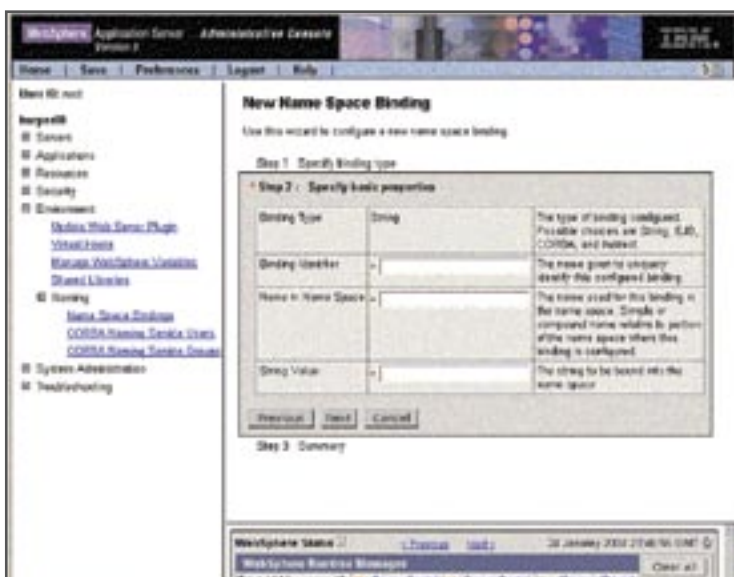 WebSphere Application Server Administrative Console
Version 5
IBM.
Home | Save | Preferences | Logout | Help |
User ID: root
Servers
Applications
Resources
Security
Environment
Update Web Server Plugin
Virtual Hosts
Manage WebSphere Variables
Shared Libraries
Naming
Name Space Bindings
CORBA Naming Service Users
CORBA Naming Service Groups
System Administration
Troubleshooting
New Name Space Binding
Use this wizard to configure a new name space binding
Step 1 Specify binding type
* Step 2 : Specify basic properties
Binding Type
String
The type of binding configured. Possible choices are String, EJB, CORBA, and Indirect
Binding Identifier
*
The name given to uniquely identify this configured binding
Name in Name Space
*
The name used for this binding in the name space. Simple or compound name relative to portion of the name space where this binding is configured
String Value
*
The string to be bound into the name space
Previous Next Cancel
Step 3 Summary
WebSphere Status
< Previous Next >
WebSphere Runtime Messages
Clear All